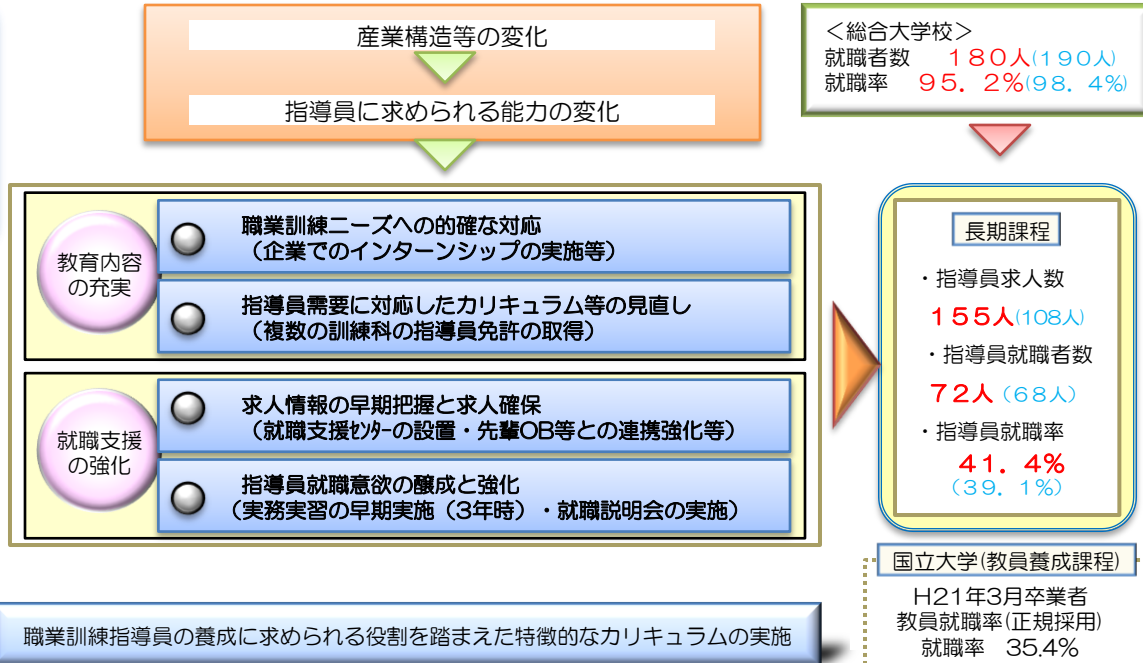 産業構造等の変化
指導員に求められる能力の変化
＜総合大学校＞
就職者数　１８０人(１９０人)
就職率　９５．２%(９８．４%)
教育内容
の充実
職業訓練ニーズへの的確な対応
（企業でのインターンシップの実施等）
指導員需要に対応したカリキュラム等の見直し
（複数の訓練科の指導員免許の取得）
就職支援
の強化
求人情報の早期把握と求人確保
（就職支援ｾﾝﾀｰの設置・先輩OB等との連携強化等）
指導員就職意欲の醸成と強化
（実務実習の早期実施（3年時）・就職説明会の実施）
長期課程
・指導員求人数
１５５人(108人)
・指導員就職者数
７２人（６８人）
・指導員就職率
４１．４%
（３９．１%）
国立大学(教員養成課程)
H21年3月卒業者
教員就職率(正規採用)
就職率　35.4%
職業訓練指導員の養成に求められる役割を踏まえた特徴的なカリキュラムの実施